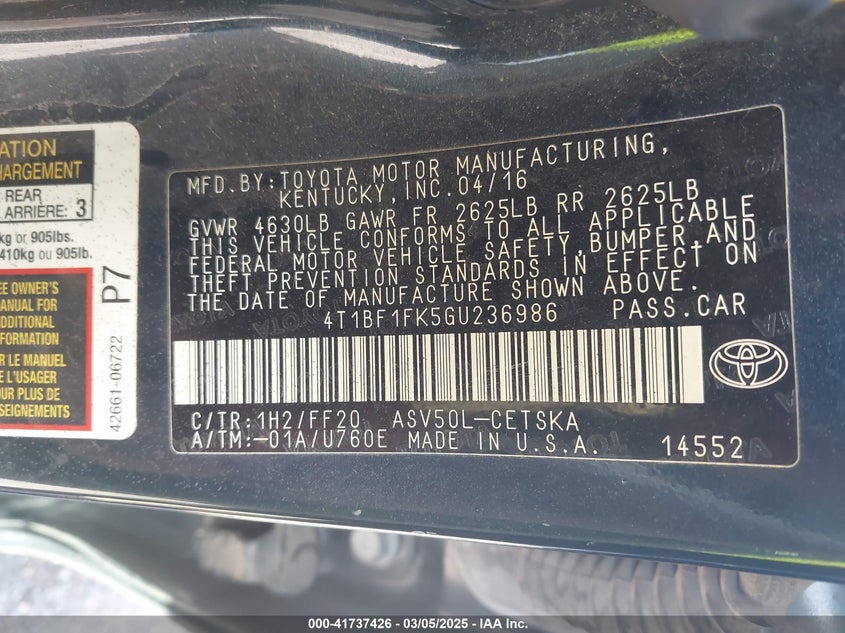 ATION
HARGEMENT
REAR
ARRIERE: 3
kg or 905lbs.
410kg ou 905lb.
EE OWNER'S
MANUAL FOR
DDITIONAL
FORMATION
R LE MANUEL
E L'USAGER
OUR PLUS DE
SEIGNEMENTS
P7
42661-06722
MFD.BY:TOYOTA MOTOR MANUFACTURING,
KENTUCKY, INC. 04/16
GVWR 4630LB GAWR FR 2625LB RR 2625LB
THIS VEHICLE CONFORMS TO ALL APPLICABLE
FEDERAL MOTOR VEHICLE SAFETY,BUMPER,AND
THEFT PREVENTION STANDARDS IN EFFECT ON
THE DATE OF MANUFACTURE SHOWN ABOVE.
4T1BF1FK5GU236986 PASS.CAR
C/TR:1H2/FF20 ASV50L-CETSKA
A/TM:-01A/U760E MADE IN U.S.A. 14552
000-41737426 - 03/05/2025 - IAA Inc.